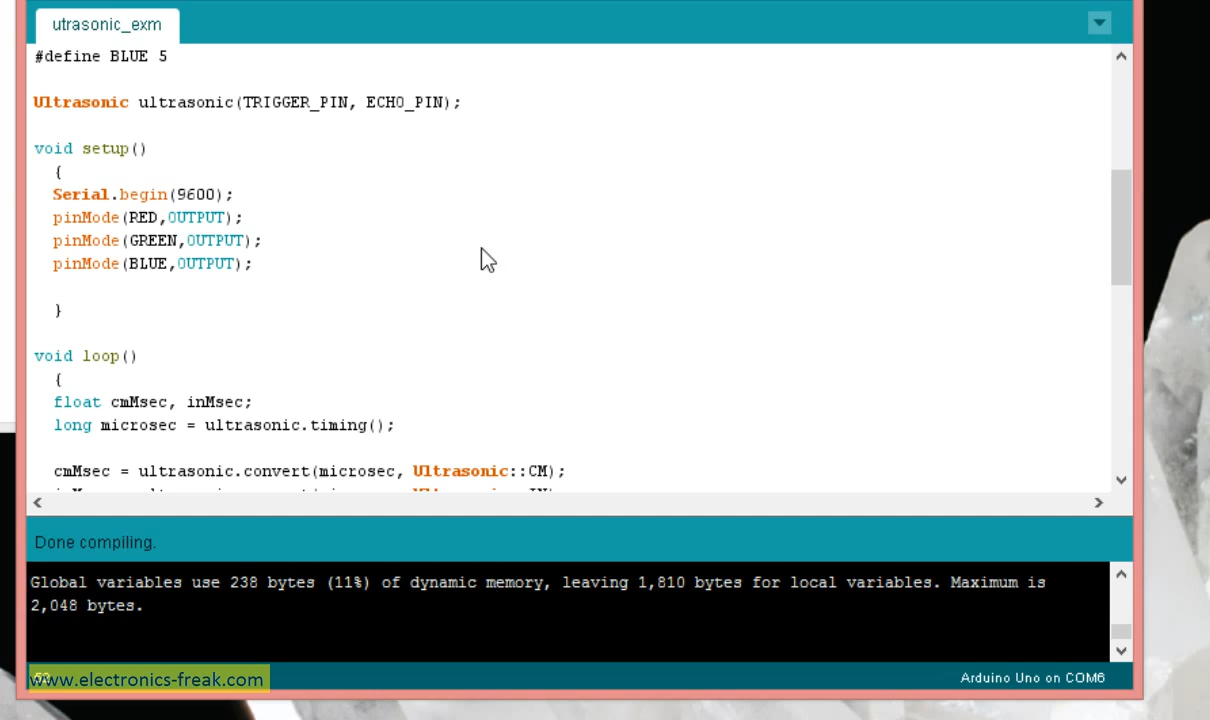 utrasonic_exm
#define BLUE 5
Ultrasonic ultrasonic(TRIGGER_PIN, ECHO_PIN);
void setup()
{
Serial.begin(9600);
pinMode(RED,OUTPUT);
pinMode(GREEN,OUTPUT);
pinMode(BLUE,OUTPUT);
}
void loop()
{
float cmMsec, inMsec;
long microsec = ultrasonic.timing();
cmMsec = ultrasonic.convert(microsec, Ultrasonic::CM);
Done compiling.
Global variables use 238 bytes (11%) of dynamic memory, leaving 1,810 bytes for local variables. Maximum is
2,048 bytes.
www.electronics-freak.com
Arduino Uno on COM6